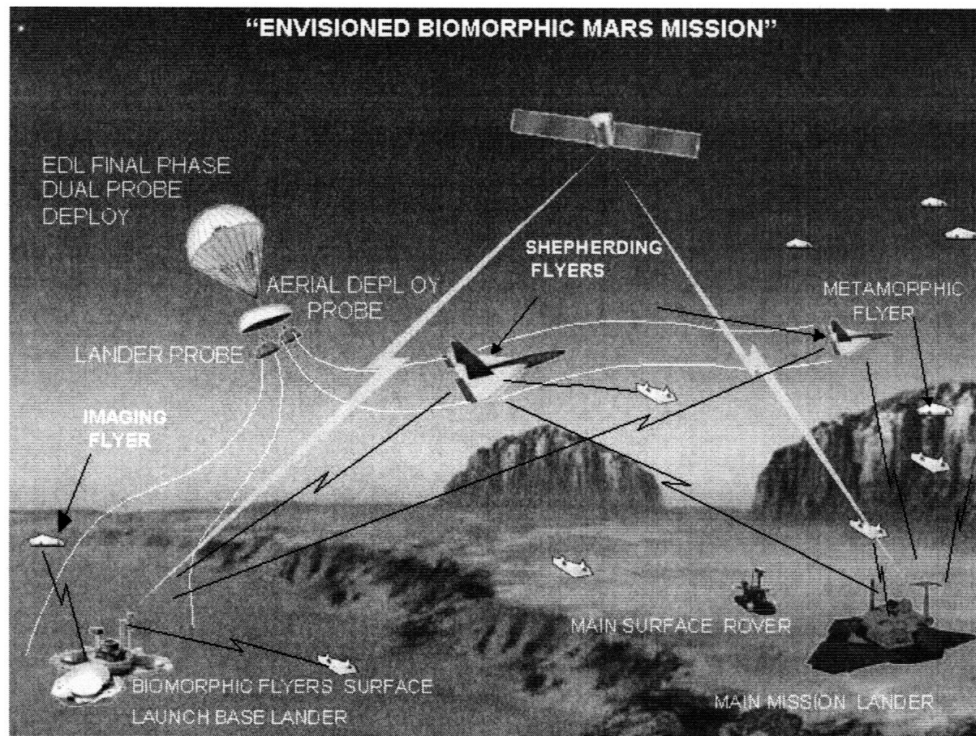 "ENVISIONED BIOMORPHIC MARS MISSION"
EDL FINAL PHASE
DUAL PROBE
DEPLOY
SHEPHERDING
FLYERS
AERIAL DEPLOY
PROBE
METAMORPHIC
FLYER
LANDER PROBE
IMAGING
FLYER
MAIN SURFACE ROVER
BIOMORPHIC FLYERS SURFACE
LAUNCH BASE LANDER
MAIN MISSION LANDER